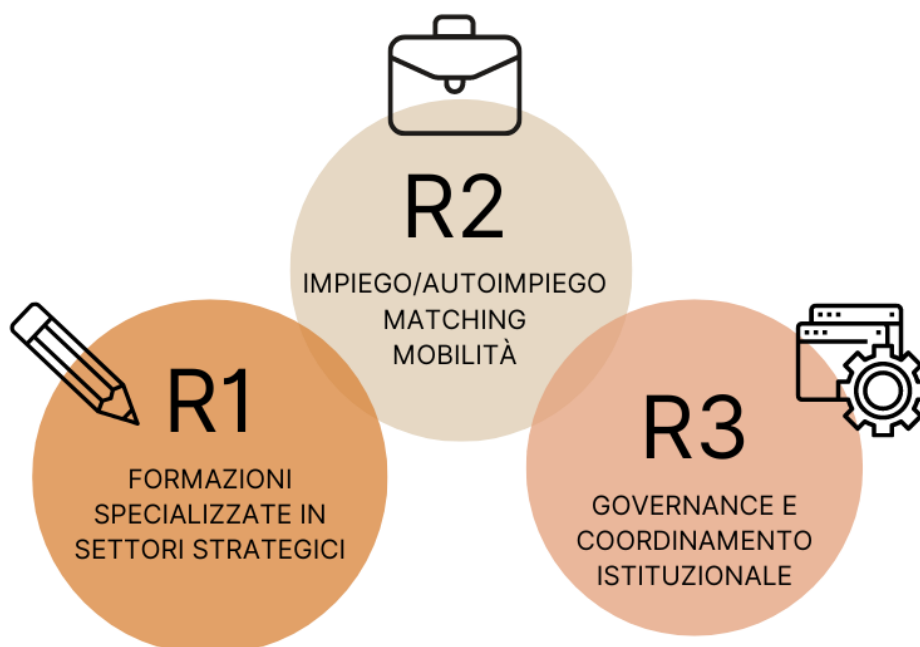 R1
FORMAZIONI
SPECIALIZZATE IN
SETTORI STRATEGICI
R2
IMPIEGO/AUTOIMPIEGO
MATCHING
MOBILITÀ
R3
GOVERNANCE E
COORDINAMENTO
ISTITUZIONALE